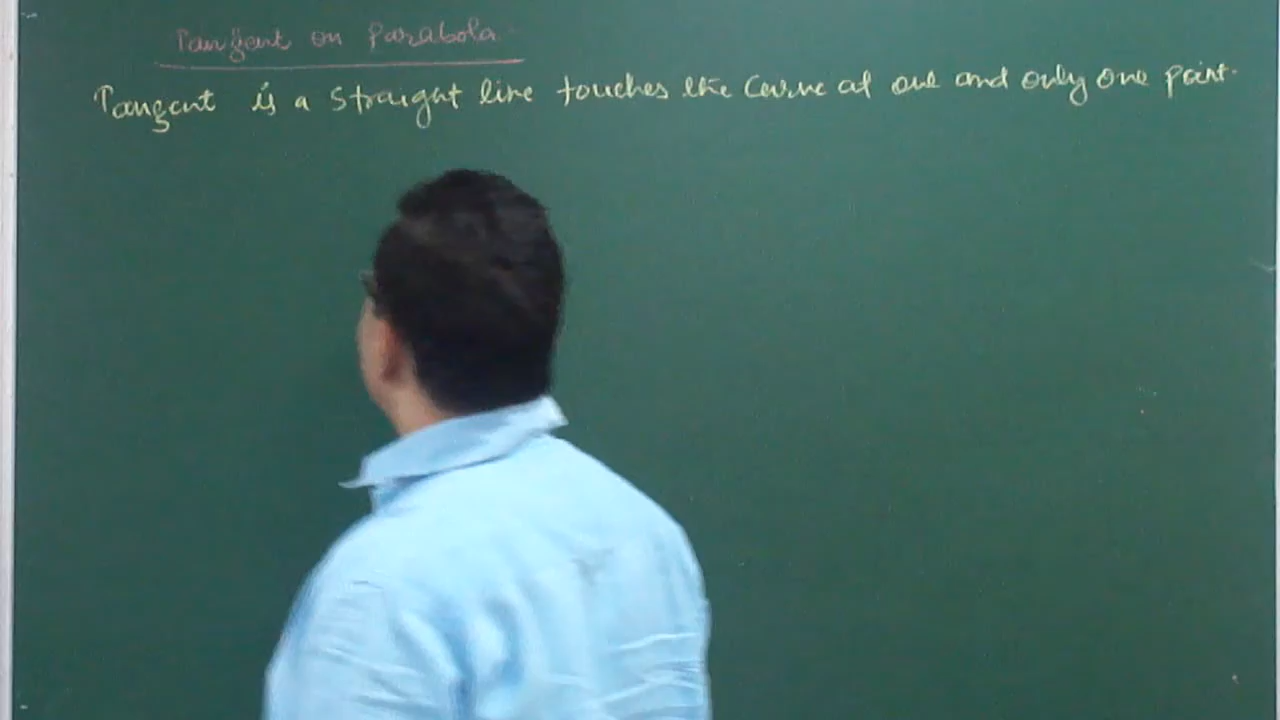 Tangent on Parabola
Tangent is a straight line touches the curve at one and only one point.